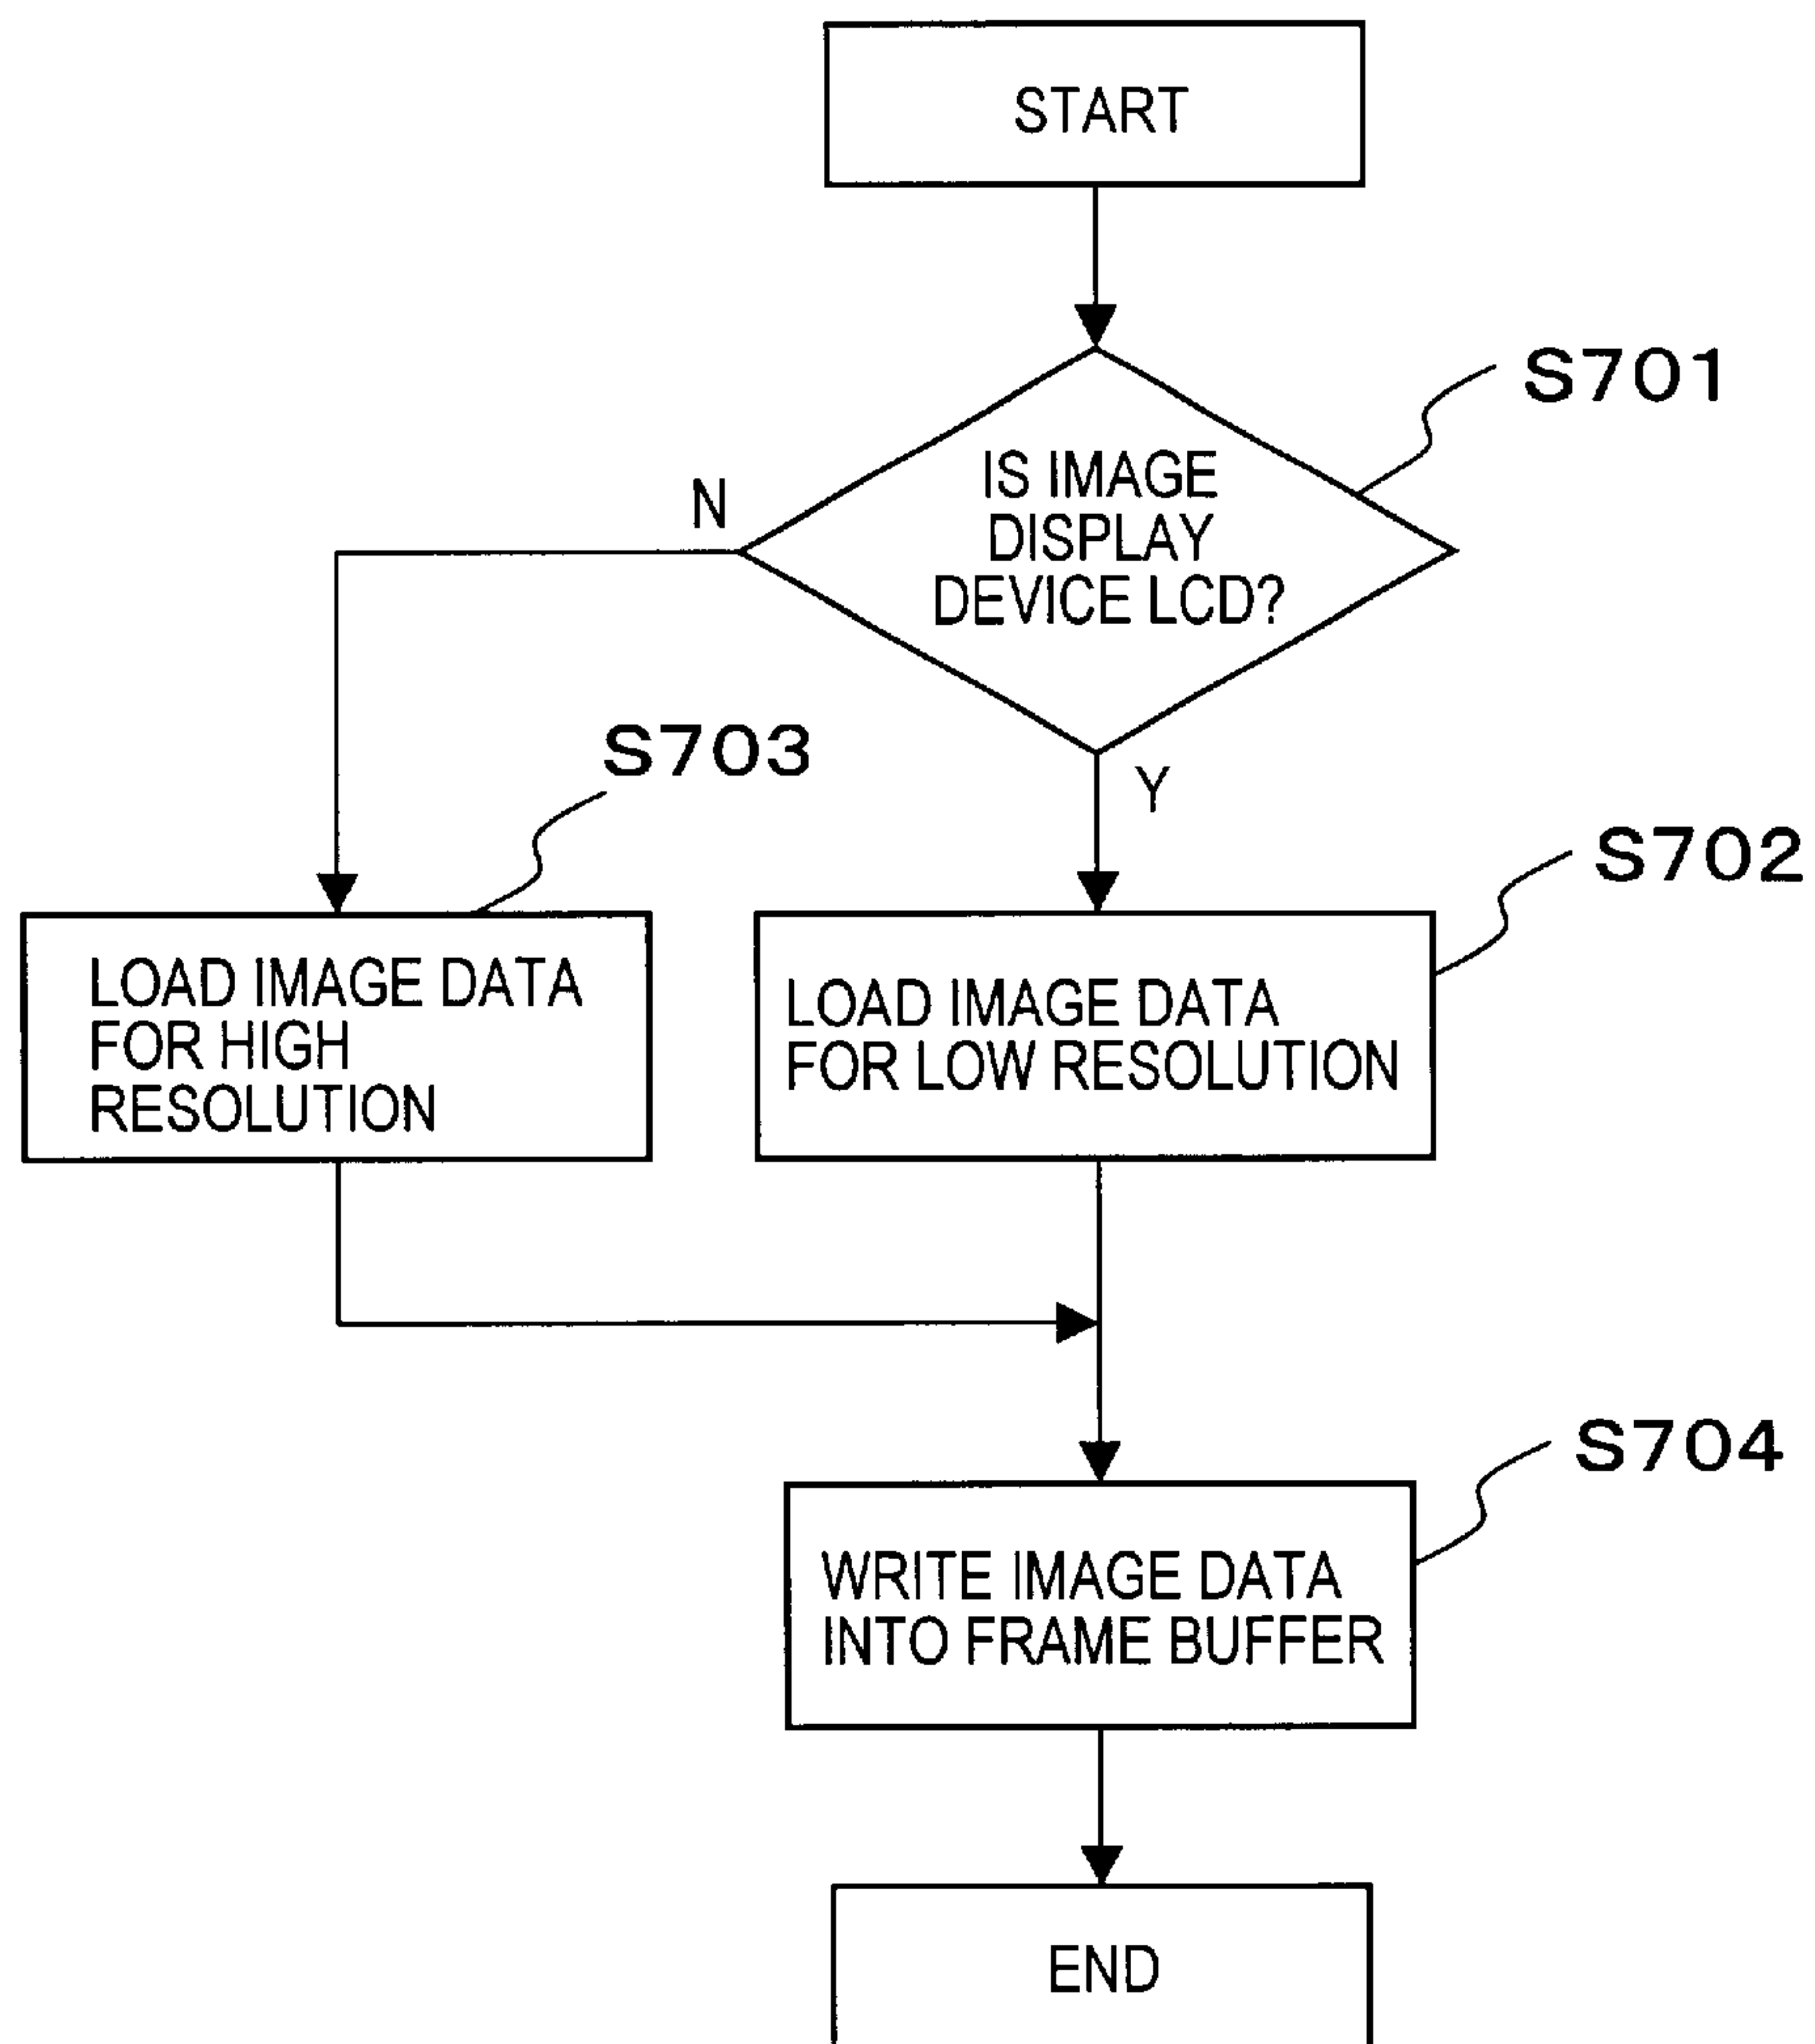 START
S701
IS IMAGE
DISPLAY
DEVICE LCD?
N
Y
S703
S702
LOAD IMAGE DATA
FOR HIGH
RESOLUTION
LOAD IMAGE DATA
FOR LOW RESOLUTION
S704
WRITE IMAGE DATA
INTO FRAME BUFFER
END